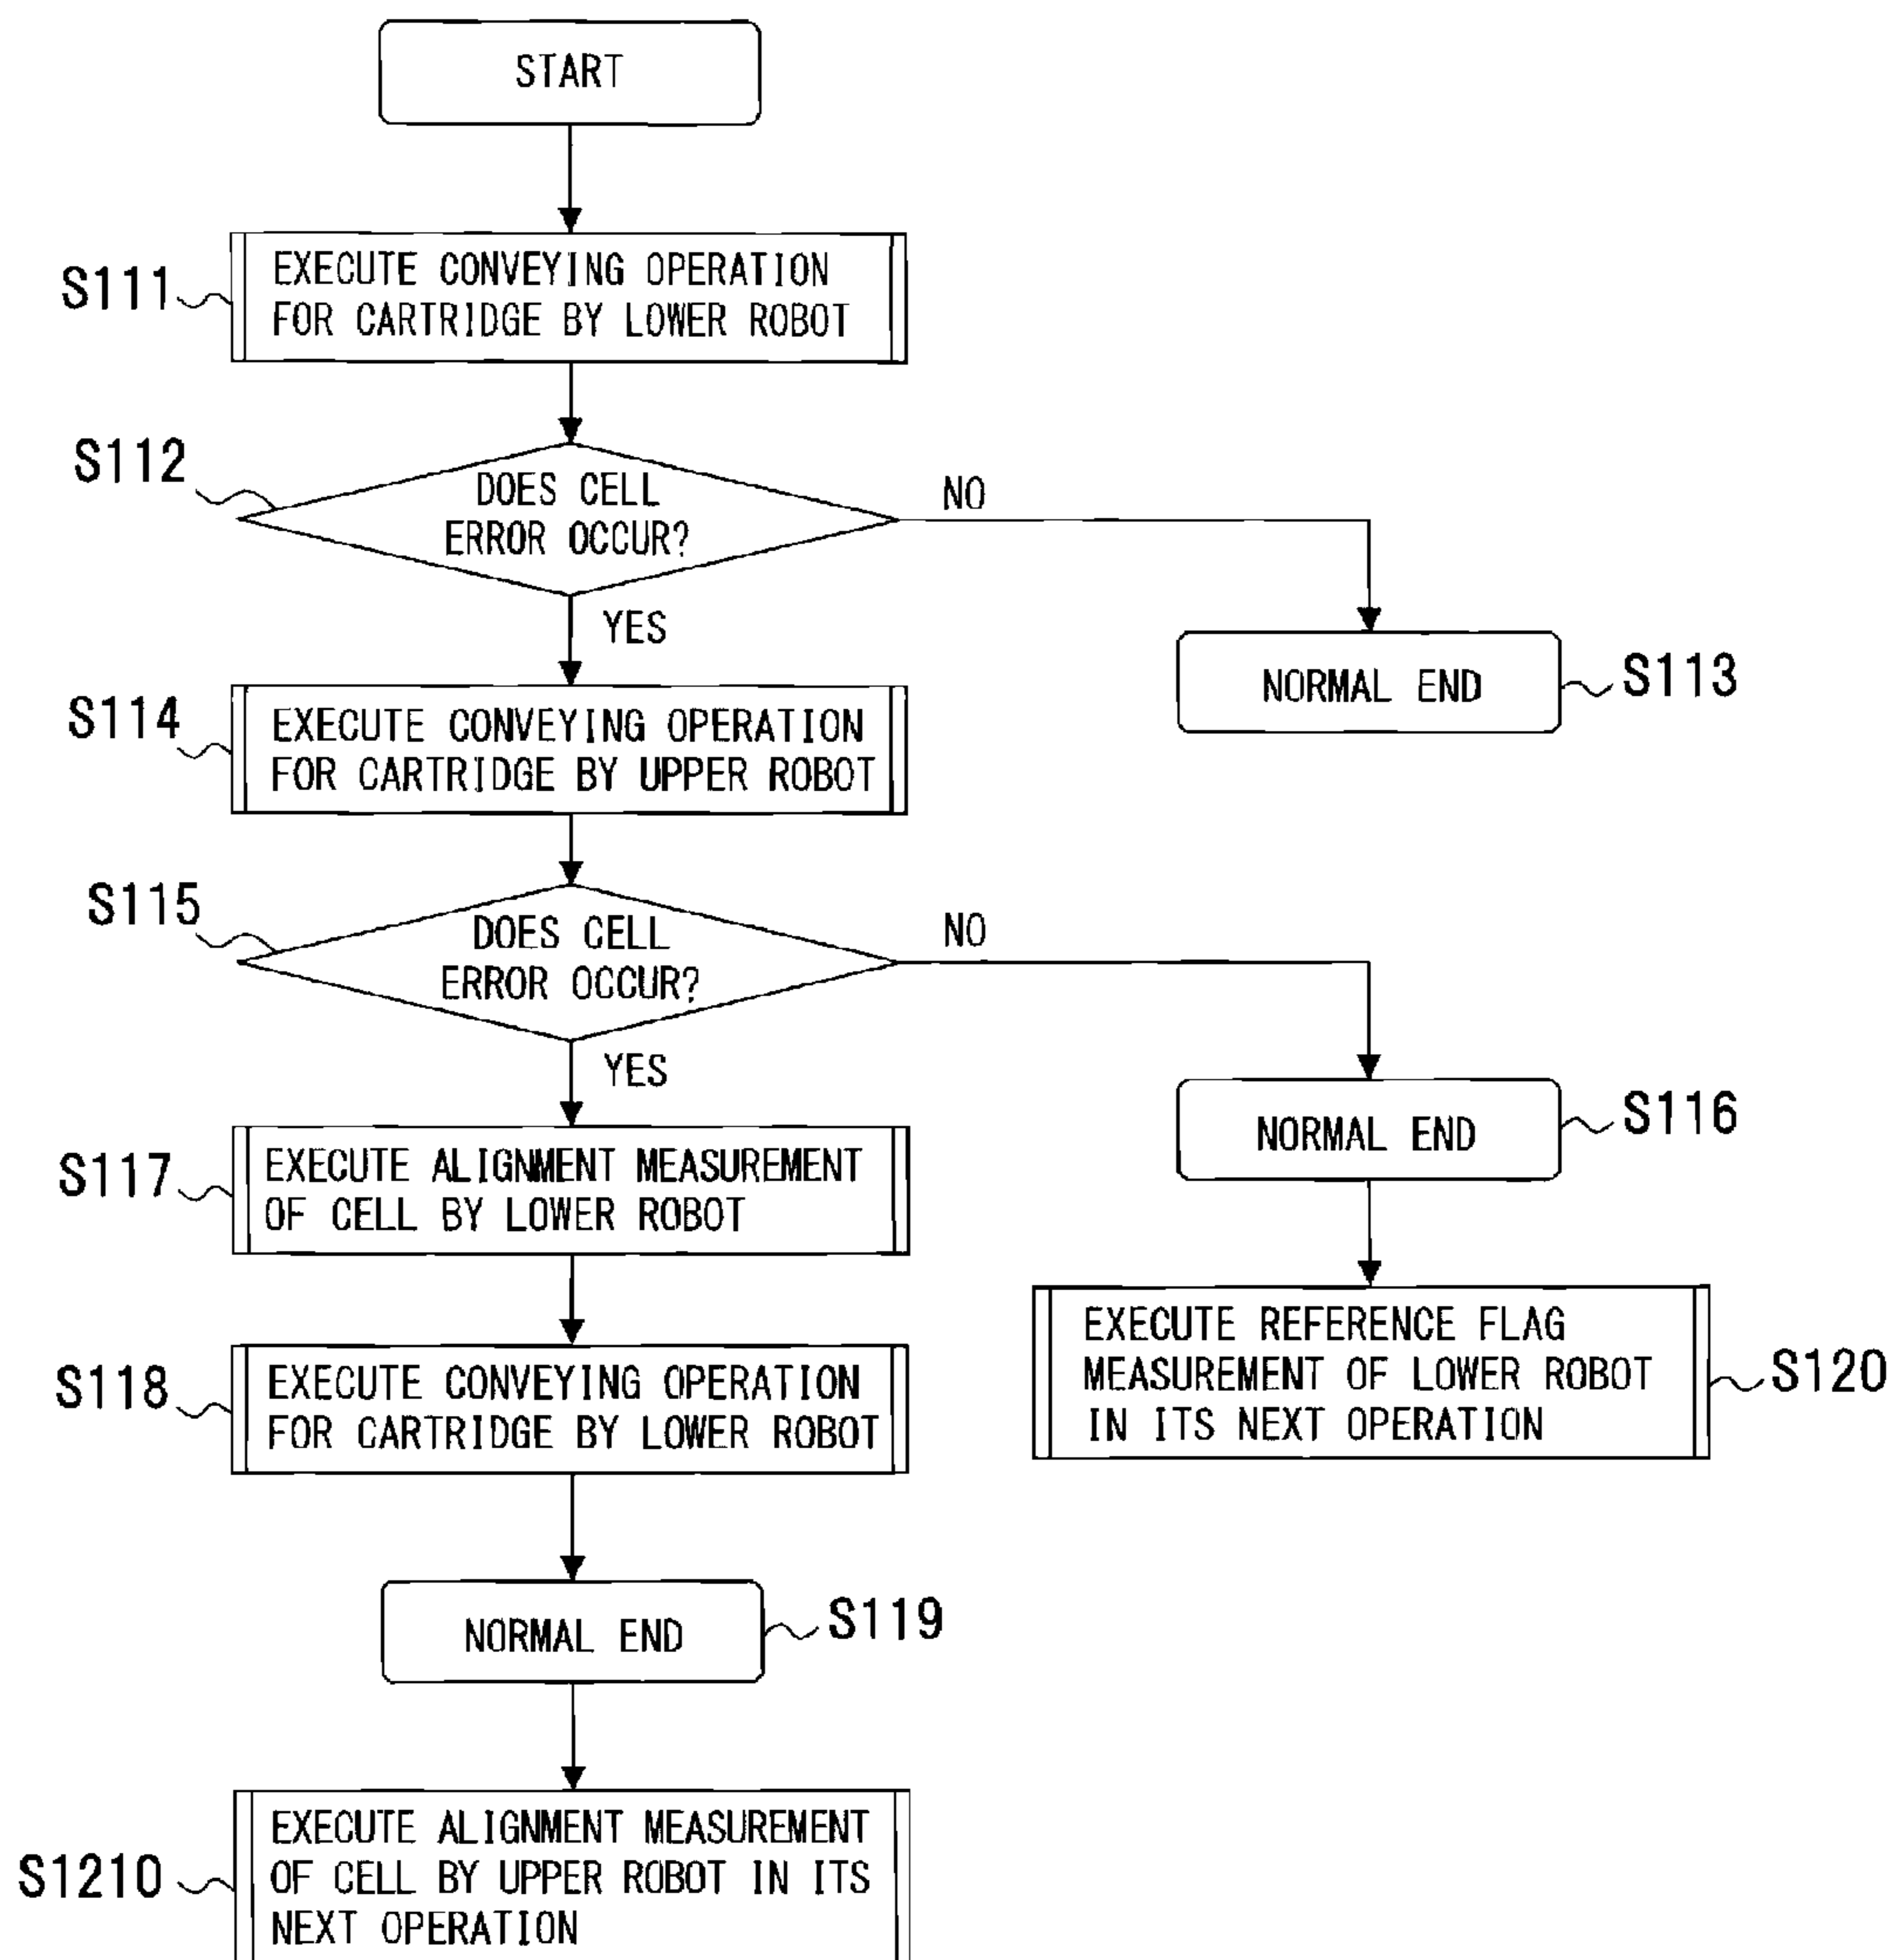 START
S111
EXECUTE CONVEYING OPERATION
FOR CARTRIDGE BY LOWER ROBOT
S112
DOES CELL
ERROR OCCUR?
NO
YES
NORMAL END
S113
S114
EXECUTE CONVEYING OPERATION
FOR CARTRIDGE BY UPPER ROBOT
S115
DOES CELL
ERROR OCCUR?
NO
YES
NORMAL END
S116
S117
EXECUTE ALIGNMENT MEASUREMENT
OF CELL BY LOWER ROBOT
EXECUTE REFERENCE FLAG
MEASUREMENT OF LOWER ROBOT
IN ITS NEXT OPERATION
S120
S118
EXECUTE CONVEYING OPERATION
FOR CARTRIDGE BY LOWER ROBOT
NORMAL END
S119
S1210
EXECUTE ALIGNMENT MEASUREMENT
OF CELL BY UPPER ROBOT IN ITS
NEXT OPERATION